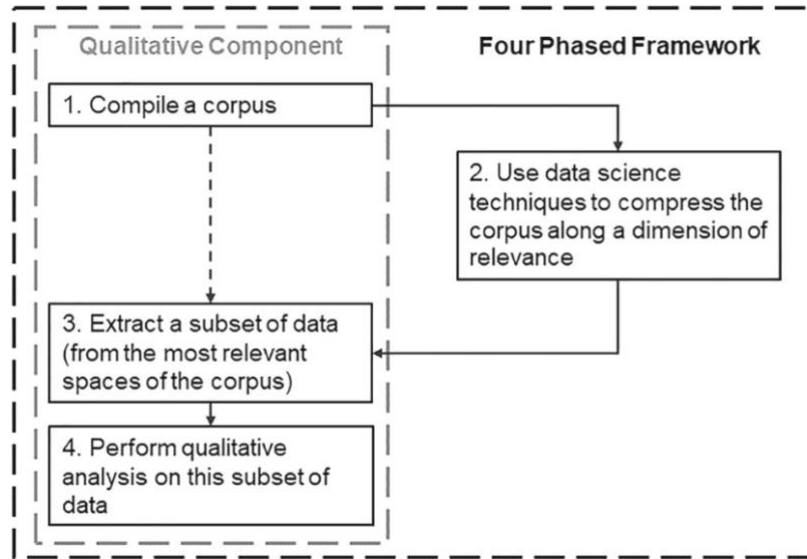 Qualitative Component
Four Phased Framework
1. Compile a corpus
2. Use data science
techniques to compress the
corpus along a dimension of
relevance
3. Extract a subset of data
(from the most relevant
spaces of the corpus)
4. Perform qualitative
analysis on this subset of
data